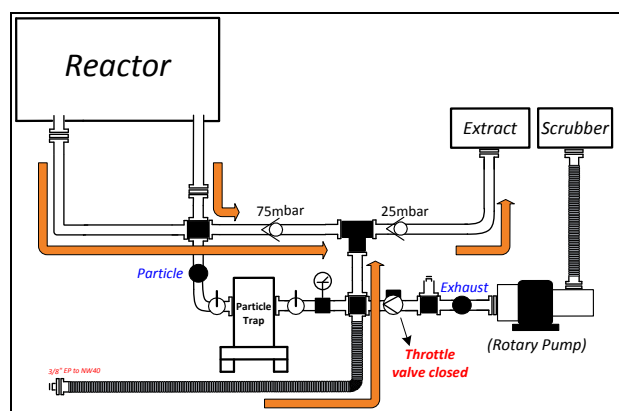 Reactor
Extract
Scrubber
75mbar
25mbar
Particle
Exhaust
Particle
Trap
(Rotary Pump)
Throttle
valve closed
3/8" EP to NW40